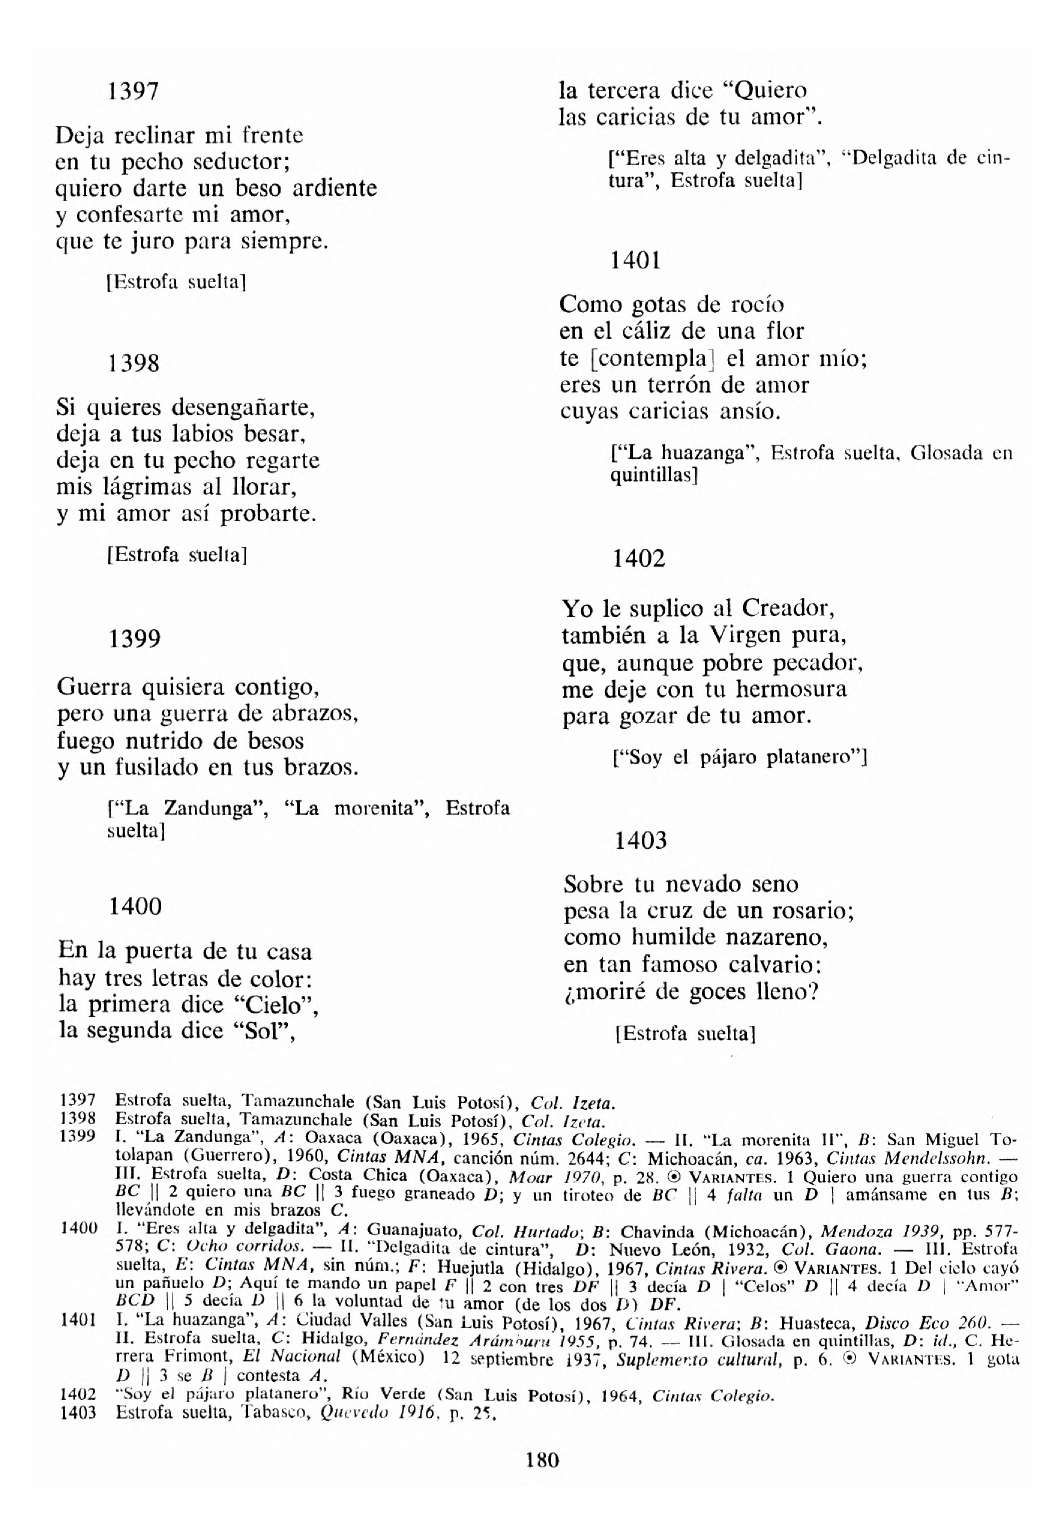 1397
Deja reclinar mi frente
en tu pecho seductor;
quiero darte un beso ardiente
y confesarte mi amor,
que te juro para siempre.
[Estrofa suelta]
1398
Si quieres desengañarte,
deja a tus labios besar,
deja en tu pecho regarte
mis lágrimas al llorar,
y mi amor así probarte.
[Estrofa suelta]
1399
Guerra quisiera contigo,
pero una guerra de abrazos,
fuego nutrido de besos
y un fusilado en tus brazos.
["La Zandunga", "La morenita", Estrofa
suelta]
1400
En la puerta de tu casa
hay tres letras de color:
la primera dice "Cielo",
la segunda dice "Sol",
la tercera dice "Quiero
las caricias de tu amor".
["Eres alta y delgadita", "Delgadita de cin-
tura", Estrofa suelta]
1401
Como gotas de rocío
en el cáliz de una flor
te [contempla] el amor mío;
eres un terrón de amor
cuyas caricias ansío.
["La huazanga", Estrofa suelta, Glosada en
quintillas]
1402
Yo le suplico al Creador,
también a la Virgen pura,
que, aunque pobre pecador,
me deje con tu hermosura
para gozar de tu amor.
["Soy el pájaro platanero"]
1403
Sobre tu nevado seno
pesa la cruz de un rosario;
como humilde nazareno,
en tan famoso calvario:
¿moriré de goces lleno?
[Estrofa suelta]
1397 Estrofa suelta, Tamazunchale (San Luis Potosí), Col. Izeta.
1398 Estrofa suelta, Tamazunchale (San Luis Potosí), Col. Izeta.
1399 I. "La Zandunga", A: Oaxaca (Oaxaca), 1965, Cintas Colegio. — II. "La morenita II", B: San Miguel To-
tolapan (Guerrero), 1960, Cintas MNA, canción núm. 2644; C: Michoacán, ca. 1963, Cintas Mendelssohn. —
III. Estrofa suelta, D: Costa Chica (Oaxaca), Moar 1970, p. 28. ⊙ VARIANTES. 1 Quiero una guerra contigo
BC || 2 quiero una BC || 3 fuego graneado D; y un tiroteo de BC || 4 falta un D | amánsame en tus B;
llevándote en mis brazos C.
1400 I. "Eres alta y delgadita", A: Guanajuato, Col. Hurtado; B: Chavinda (Michoacán), Mendoza 1939, pp. 577-
578; C: Ocho corridos. — II. "Delgadita de cintura", D: Nuevo León, 1932, Col. Gaona. — III. Estrofa
suelta, E: Cintas MNA, sin núm.; F: Huejutla (Hidalgo), 1967, Cintas Rivera. ⊙ VARIANTES. 1 Del cielo cayó
un pañuelo D; Aquí te mando un papel F || 2 con tres DF || 3 decía D | "Celos" D || 4 decía D | "Amor"
BCD || 5 decía D || 6 la voluntad de tu amor (de los dos D) DF.
1401 I. "La huazanga", A: Ciudad Valles (San Luis Potosí), 1967, Cintas Rivera; B: Huasteca, Disco Eco 260. —
II. Estrofa suelta, C: Hidalgo, Fernández Arámburu 1955, p. 74. — III. Glosada en quintillas, D: id., C. He-
rrera Frimont, El Nacional (México) 12 septiembre 1937, Suplemento cultural, p. 6. ⊙ VARIANTES. 1 gota
D || 3 se B | contesta A.
1402 "Soy el pájaro platanero", Río Verde (San Luis Potosí), 1964, Cintas Colegio.
1403 Estrofa suelta, Tabasco, Quevedo 1916, p. 25.
180